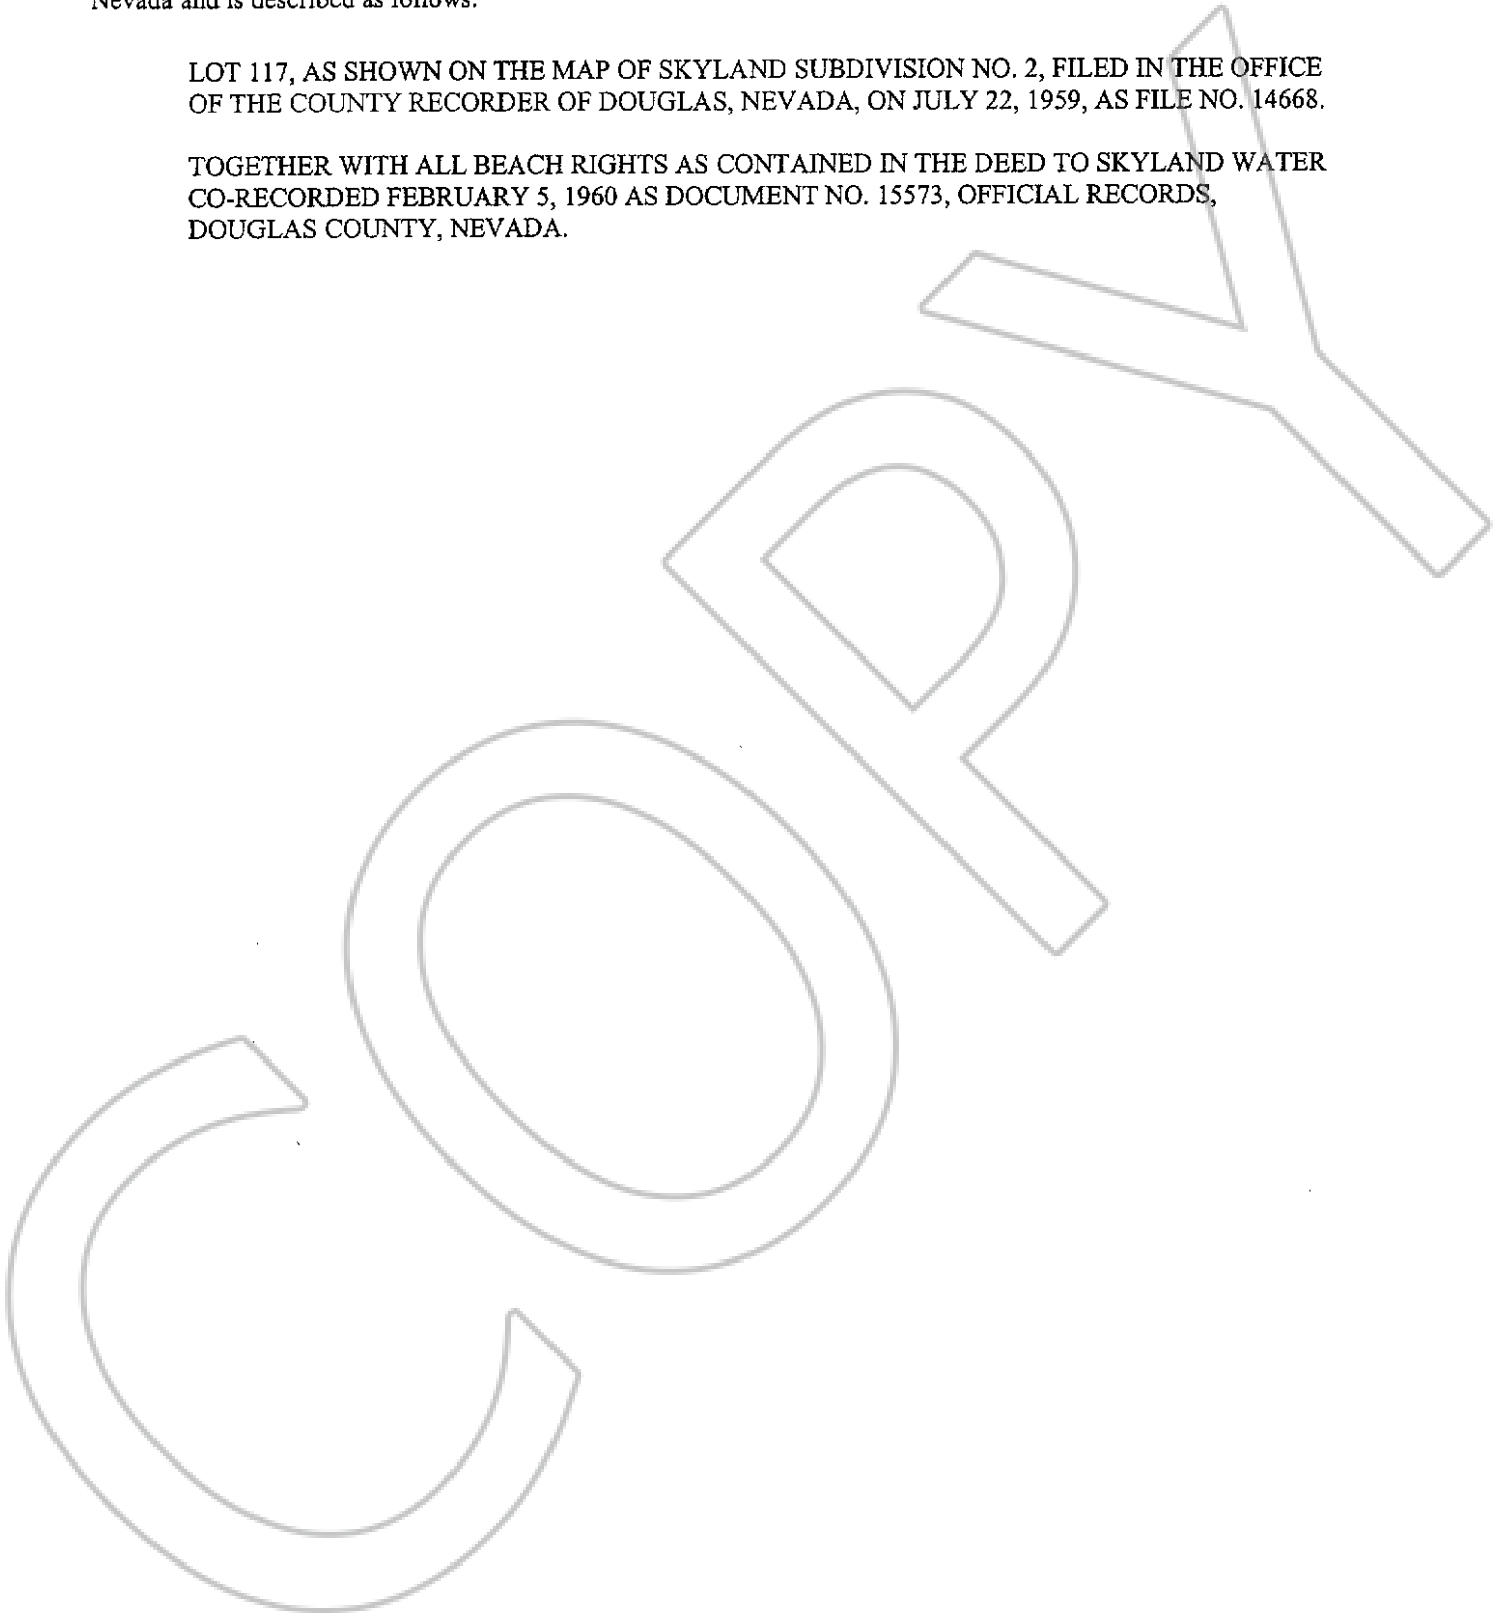 Nevada and is described as follows:
LOT 117, AS SHOWN ON THE MAP OF SKYLAND SUBDIVISION NO. 2, FILED IN THE OFFICE
OF THE COUNTY RECORDER OF DOUGLAS, NEVADA, ON JULY 22, 1959, AS FILE NO. 14668.
TOGETHER WITH ALL BEACH RIGHTS AS CONTAINED IN THE DEED TO SKYLAND WATER
CO-RECORDED FEBRUARY 5, 1960 AS DOCUMENT NO. 15573, OFFICIAL RECORDS,
DOUGLAS COUNTY, NEVADA.
COPY